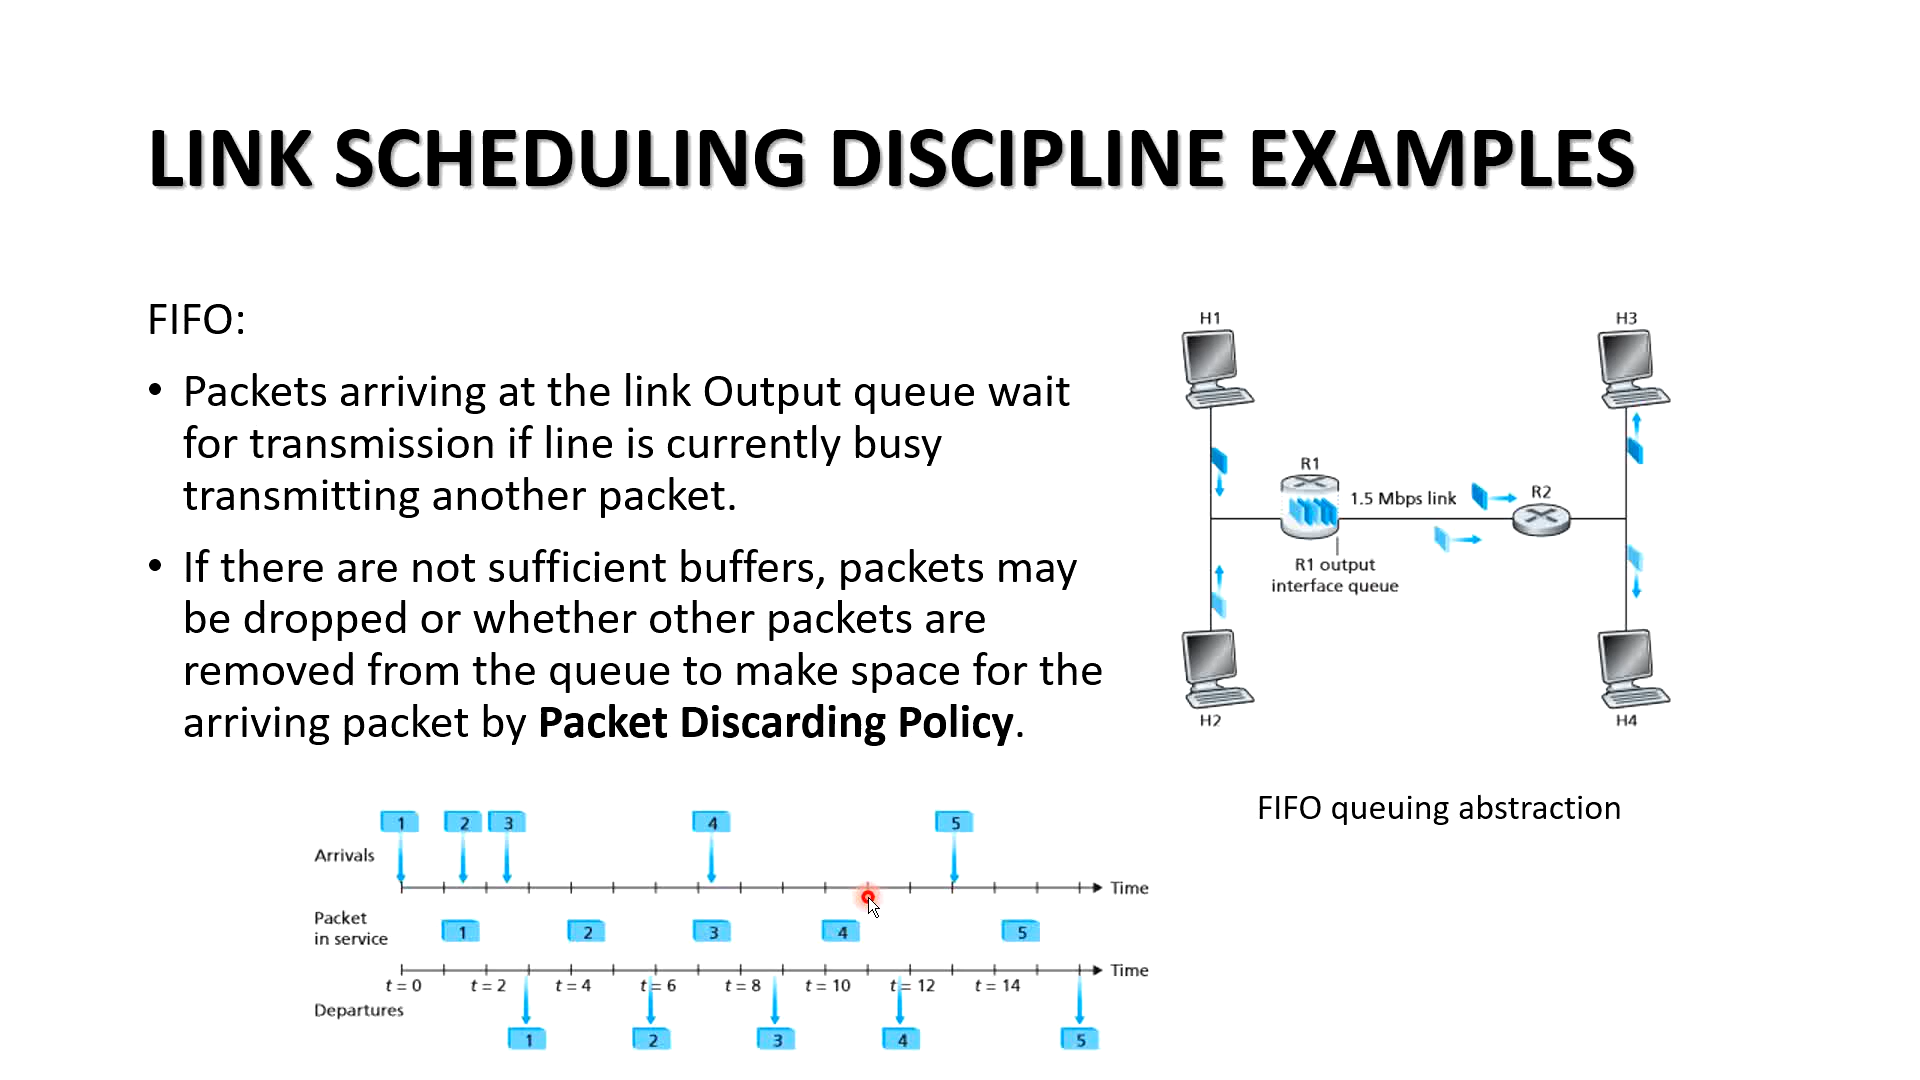 LINK SCHEDULING DISCIPLINE EXAMPLES
FIFO:
• Packets arriving at the link Output queue wait
for transmission if line is currently busy
transmitting another packet.
• If there are not sufficient buffers, packets may
be dropped or whether other packets are
removed from the queue to make space for the
arriving packet by Packet Discarding Policy.
H1 H3
R1
1.5 Mbps link R2
R1 output
interface queue
H2 H4
FIFO queuing abstraction
1 2 3 4 5
Arrivals
Time
Packet
in service
1 2 3 4 5
Time
t = 0 t = 2 t = 4 t = 6 t = 8 t = 10 t = 12 t = 14
Departures
1 2 3 4 5